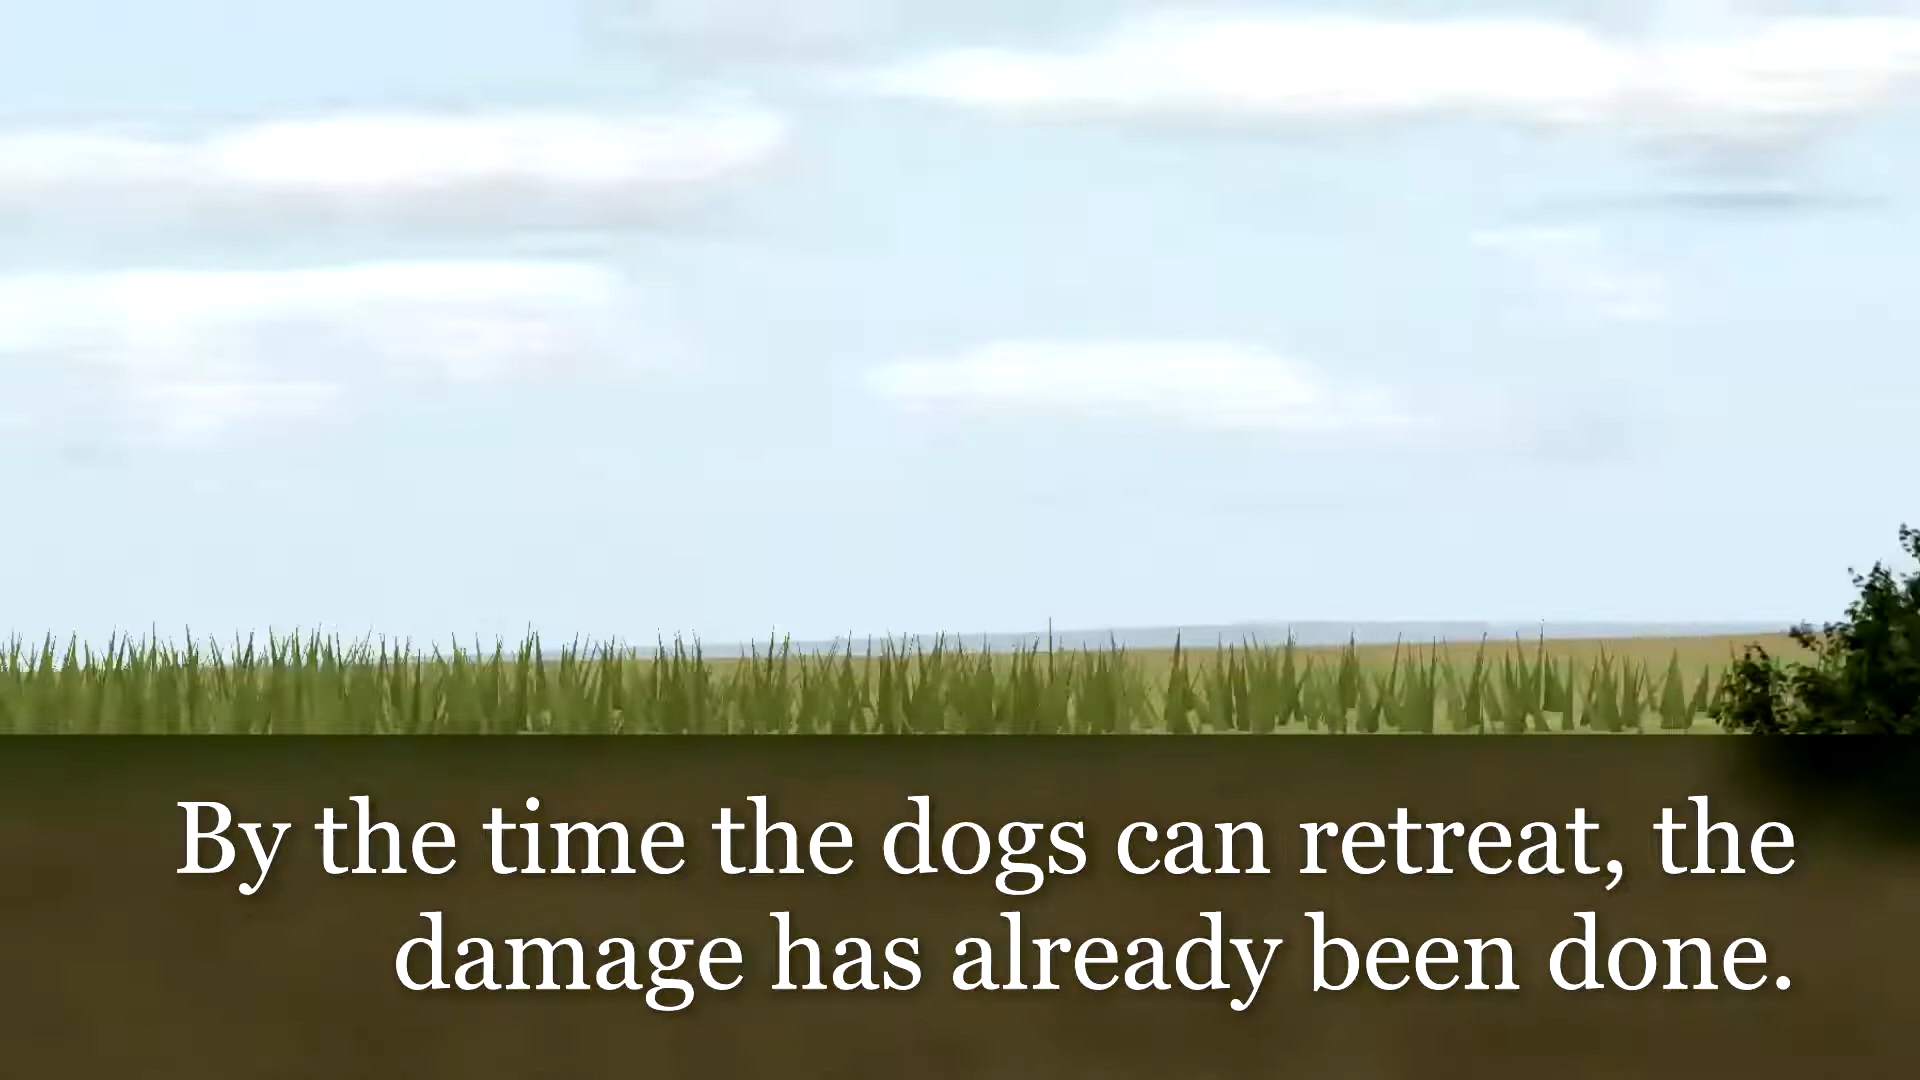 By the time the dogs can retreat, the
damage has already been done.